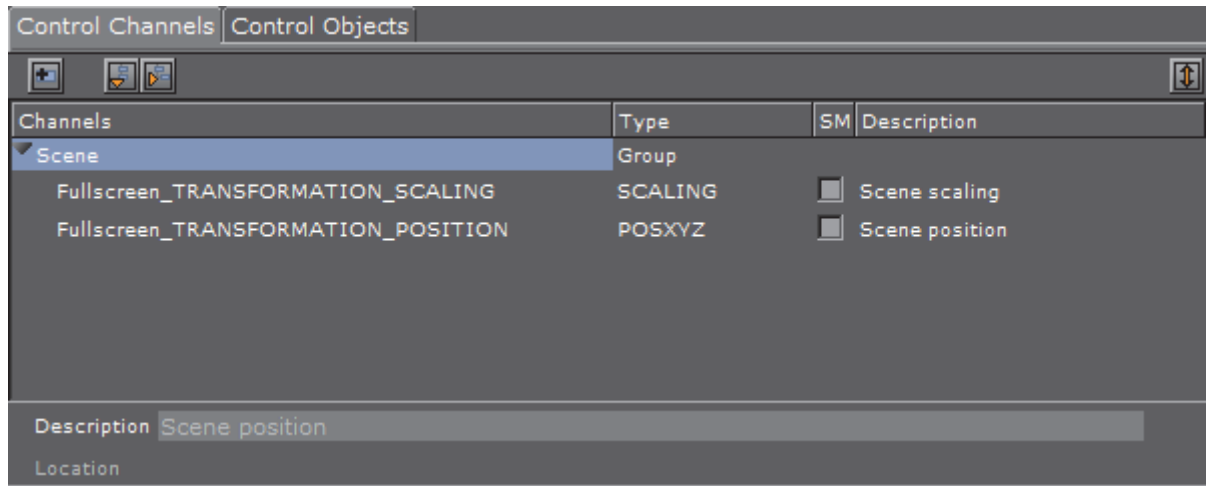 Control Channels Control Objects
Channels Type SM Description
Scene Group
Fullscreen_TRANSFORMATION_SCALING SCALING Scene scaling
Fullscreen_TRANSFORMATION_POSITION POSXYZ Scene position
Description Scene position
Location